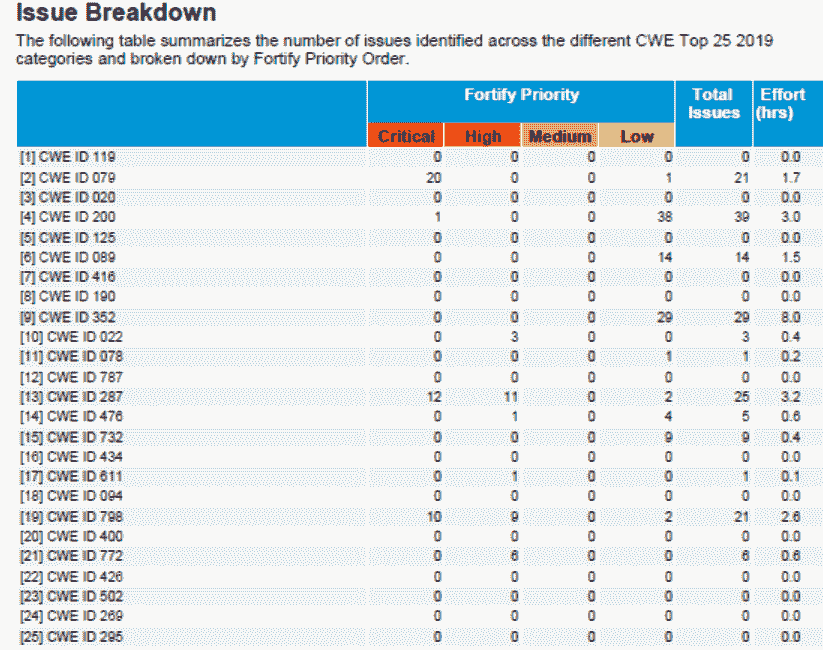 Issue Breakdown
The following table summarizes the number of issues identified across the different CWE Top 25 2019
categories and broken down by Fortify Priority Order.
Fortify Priority Total Issues Effort (hrs)
Critical High Medium Low
[1] CWE ID 119 0 0 0 0 0 0.0
[2] CWE ID 079 20 0 0 1 21 1.7
[3] CWE ID 020 0 0 0 0 0 0.0
[4] CWE ID 200 1 0 0 38 39 3.0
[5] CWE ID 125 0 0 0 0 0 0.0
[6] CWE ID 089 0 0 0 14 14 1.5
[7] CWE ID 416 0 0 0 0 0 0.0
[8] CWE ID 190 0 0 0 0 0 0.0
[9] CWE ID 352 0 0 0 29 29 8.0
[10] CWE ID 022 0 3 0 0 3 0.4
[11] CWE ID 078 0 0 0 1 1 0.2
[12] CWE ID 787 0 0 0 0 0 0.0
[13] CWE ID 287 12 11 0 2 25 3.2
[14] CWE ID 476 0 1 0 4 5 0.6
[15] CWE ID 732 0 0 0 9 9 0.4
[16] CWE ID 434 0 0 0 0 0 0.0
[17] CWE ID 611 0 1 0 0 1 0.1
[18] CWE ID 094 0 0 0 0 0 0.0
[19] CWE ID 798 10 9 0 2 21 2.6
[20] CWE ID 400 0 0 0 0 0 0.0
[21] CWE ID 772 0 6 0 0 6 0.6
[22] CWE ID 426 0 0 0 0 0 0.0
[23] CWE ID 502 0 0 0 0 0 0.0
[24] CWE ID 269 0 0 0 0 0 0.0
[25] CWE ID 295 0 0 0 0 0 0.0